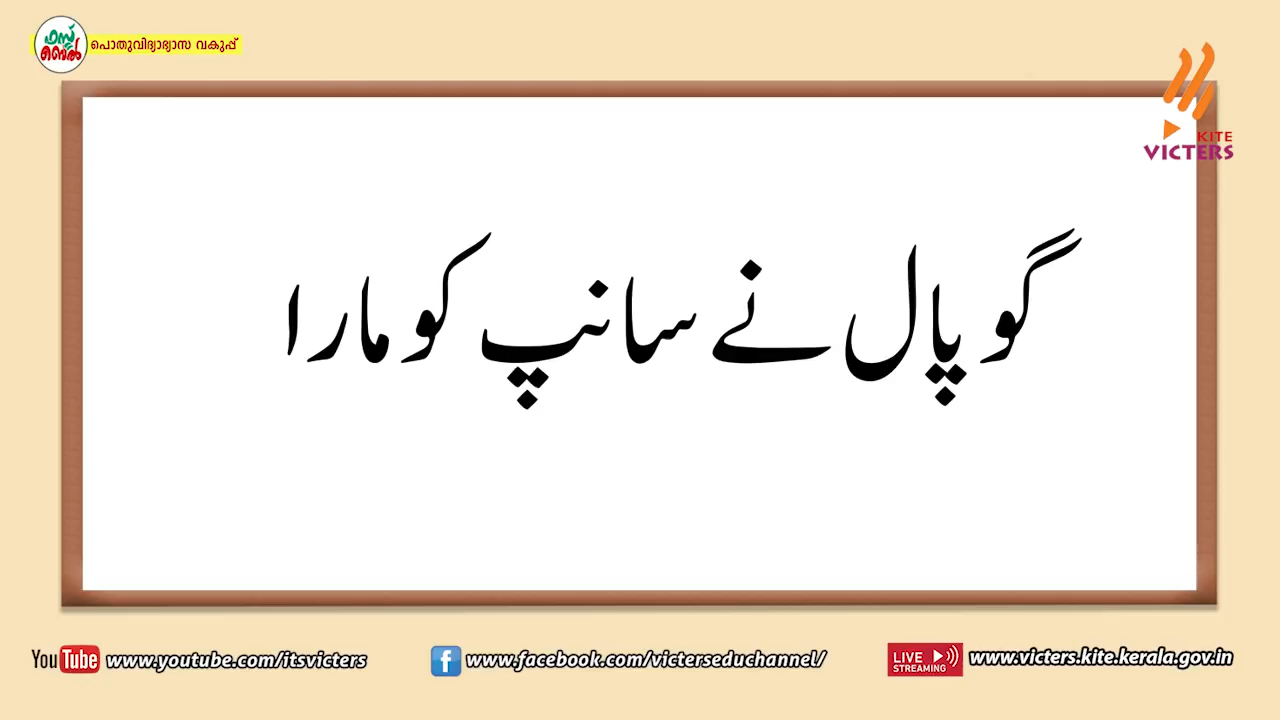 ഫസ്റ്റ്
ബെൽ
പൊതുവിദ്യാഭ്യാസ വകുപ്പ്
KITE
VICTERS
گوپال نے سانپ کو مارا
YouTube www.youtube.com/itsvicters
f www.facebook.com/victerseduchannel/
LIVE STREAMING www.victers.kite.kerala.gov.in